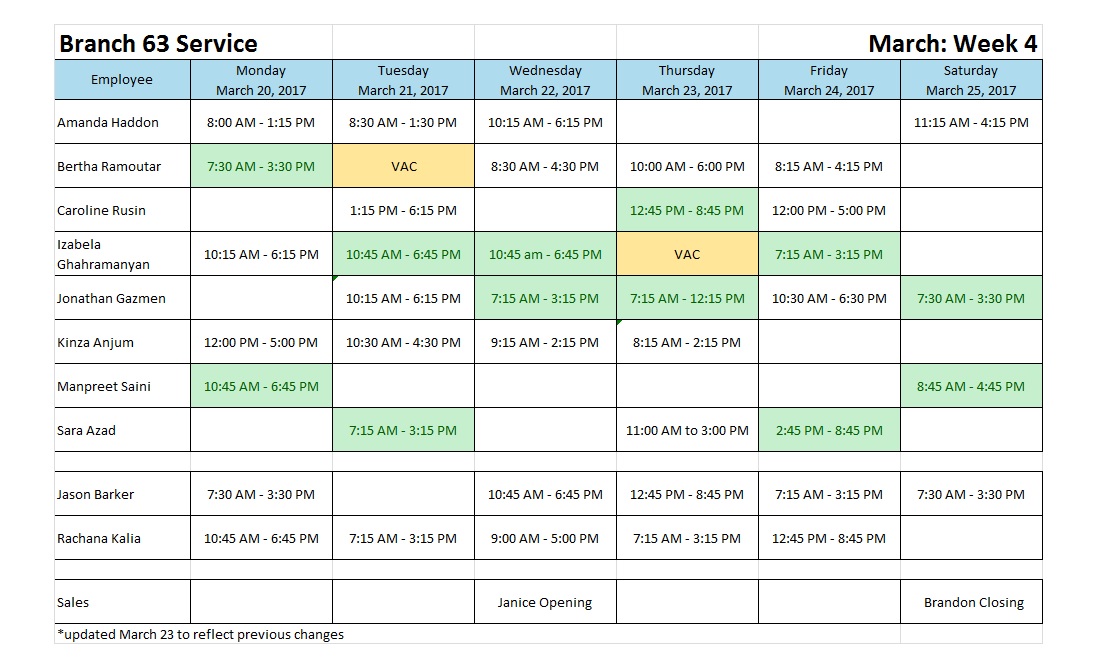 Branch 63 Service March: Week 4
Employee Monday Tuesday Wednesday Thursday Friday Saturday
March 20, 2017 March 21, 2017 March 22, 2017 March 23, 2017 March 24, 2017 March 25, 2017
Amanda Haddon 8:00 AM - 1:15 PM 8:30 AM - 1:30 PM 10:15 AM - 6:15 PM 11:15 AM - 4:15 PM
Bertha Ramoutar 7:30 AM - 3:30 PM VAC 8:30 AM - 4:30 PM 10:00 AM - 6:00 PM 8:15 AM - 4:15 PM
Caroline Rusin 1:15 PM - 6:15 PM 12:45 PM - 8:45 PM 12:00 PM - 5:00 PM
Izabela
Ghahramanyan 10:15 AM - 6:15 PM 10:45 AM - 6:45 PM 10:45 am - 6:45 PM VAC 7:15 AM - 3:15 PM
Jonathan Gazmen 10:15 AM - 6:15 PM 7:15 AM - 3:15 PM 7:15 AM - 12:15 PM 10:30 AM - 6:30 PM 7:30 AM - 3:30 PM
Kinza Anjum 12:00 PM - 5:00 PM 10:30 AM - 4:30 PM 9:15 AM - 2:15 PM 8:15 AM - 2:15 PM
Manpreet Saini 10:45 AM - 6:45 PM 8:45 AM - 4:45 PM
Sara Azad 7:15 AM - 3:15 PM 11:00 AM to 3:00 PM 2:45 PM - 8:45 PM
Jason Barker 7:30 AM - 3:30 PM 10:45 AM - 6:45 PM 12:45 PM - 8:45 PM 7:15 AM - 3:15 PM 7:30 AM - 3:30 PM
Rachana Kalia 10:45 AM - 6:45 PM 7:15 AM - 3:15 PM 9:00 AM - 5:00 PM 7:15 AM - 3:15 PM 12:45 PM - 8:45 PM
Sales Janice Opening Brandon Closing
*updated March 23 to reflect previous changes